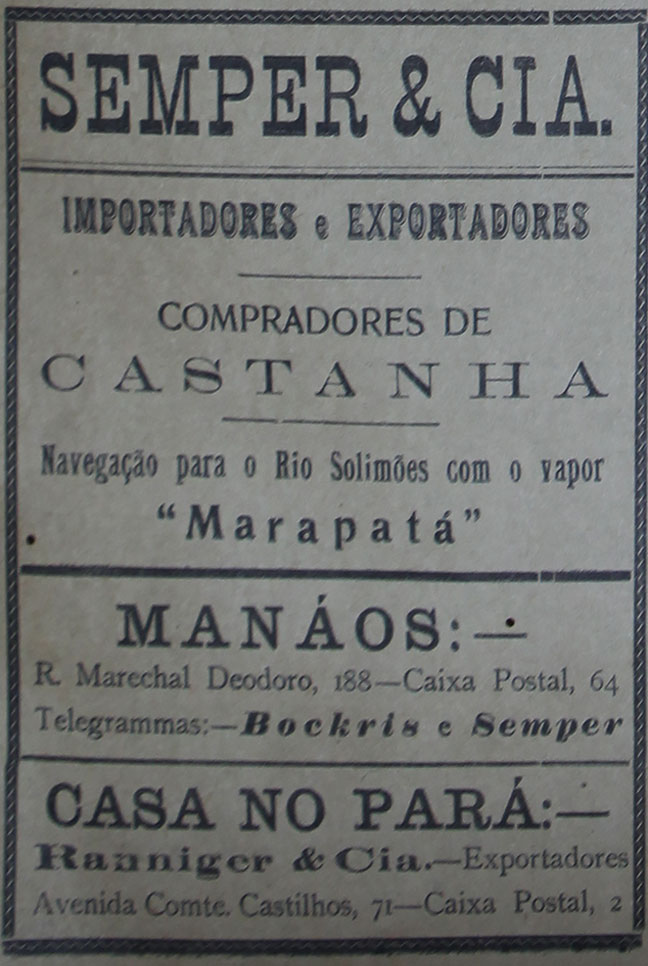 SEMPER & CIA.
IMPORTADORES e EXPORTADORES
COMPRADORES DE
CASTANHA
Navegação para o Rio Solimões com o vapor
“Marapatá”
MANÁOS:—
R. Marechal Deodoro, 188—Caixa Postal, 64
Telegrammas:—Bockris e Semper
CASA NO PARÁ:—
Ranniger & Cia.—Exportadores
Avenida Comte. Castilhos, 71—Caixa Postal, 2